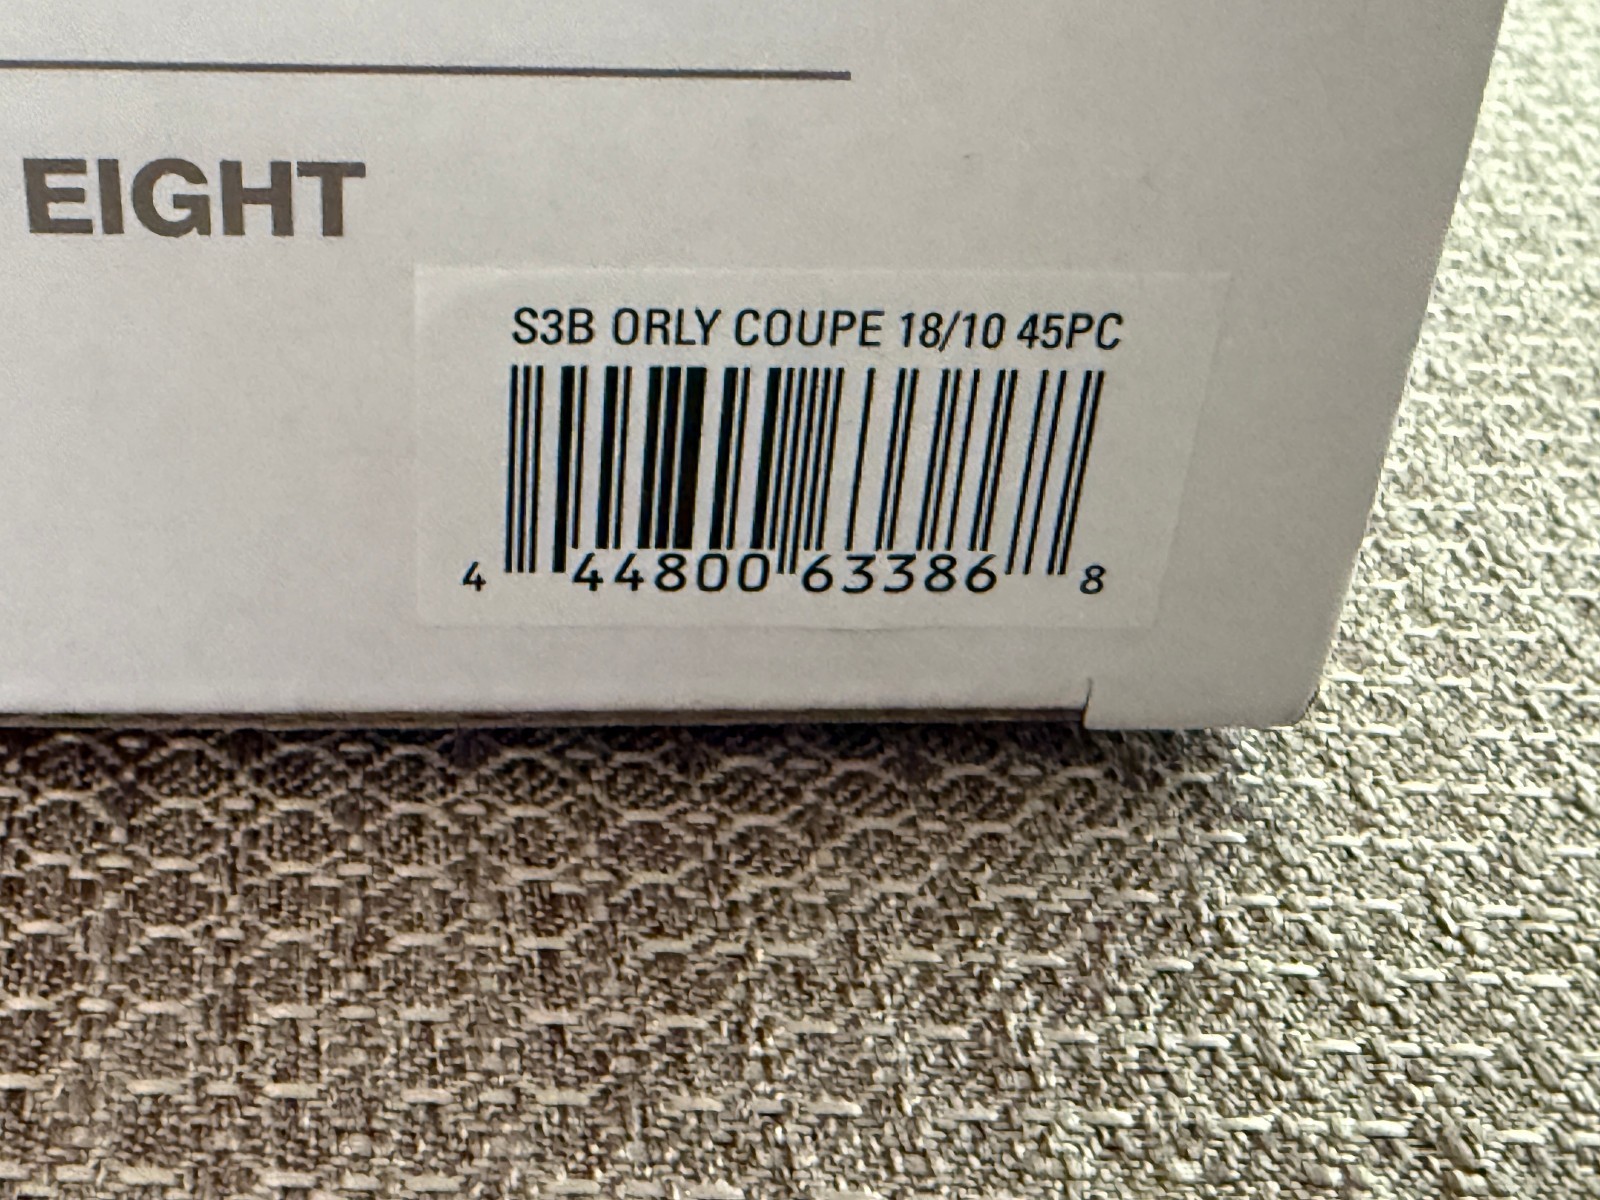 EIGHT
S3B ORLY COUPE 18/10 45PC
4 44800 63386 8